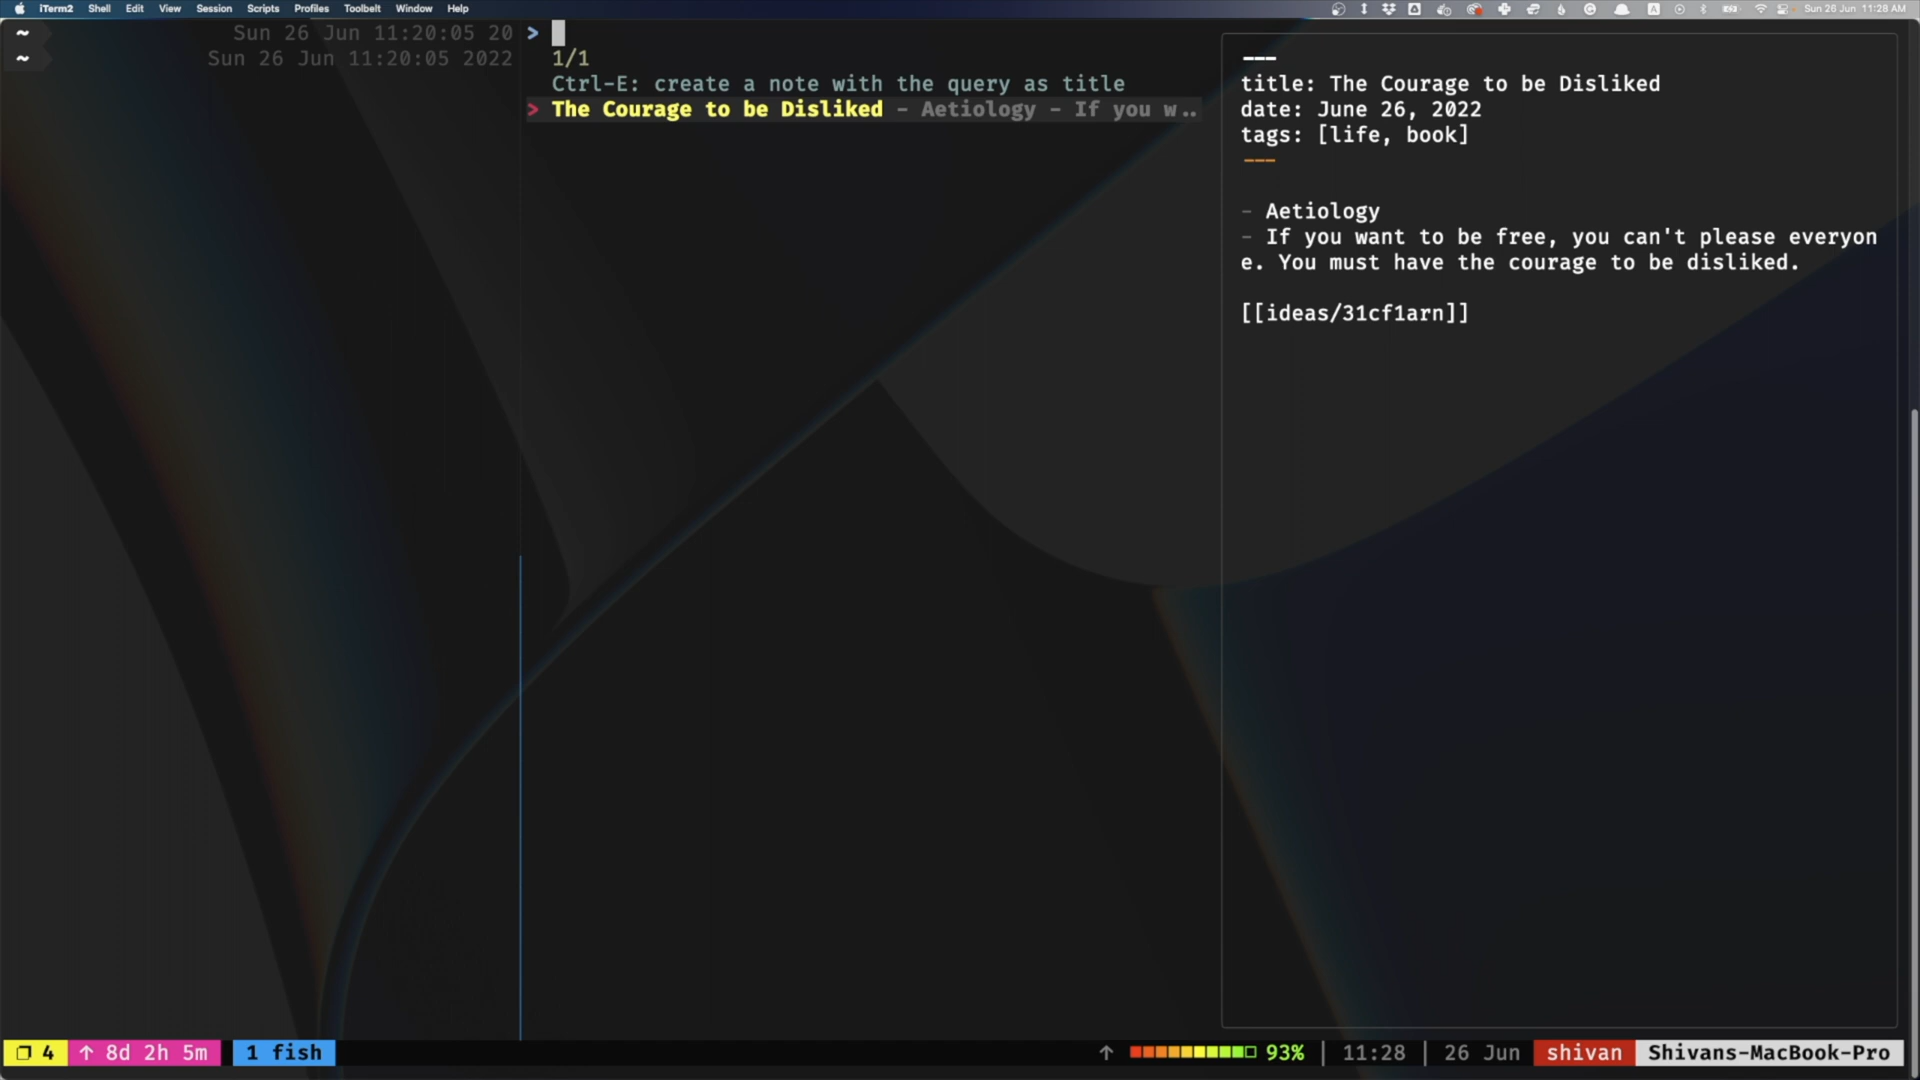 iTerm2 Shell Edit View Session Scripts Profiles Toolbelt Window Help
Sun 26 Jun 11:28 AM
~ Sun 26 Jun 11:20:05 20
~ Sun 26 Jun 11:20:05 2022
>
1/1
Ctrl-E: create a note with the query as title
> The Courage to be Disliked - Aetiology - If you w..
---
title: The Courage to be Disliked
date: June 26, 2022
tags: [life, book]
---
- Aetiology
- If you want to be free, you can't please everyon
e. You must have the courage to be disliked.
[[ideas/31cf1arn]]
4 ↑ 8d 2h 5m 1 fish ↑ 93% | 11:28 | 26 Jun shivan Shivans-MacBook-Pro